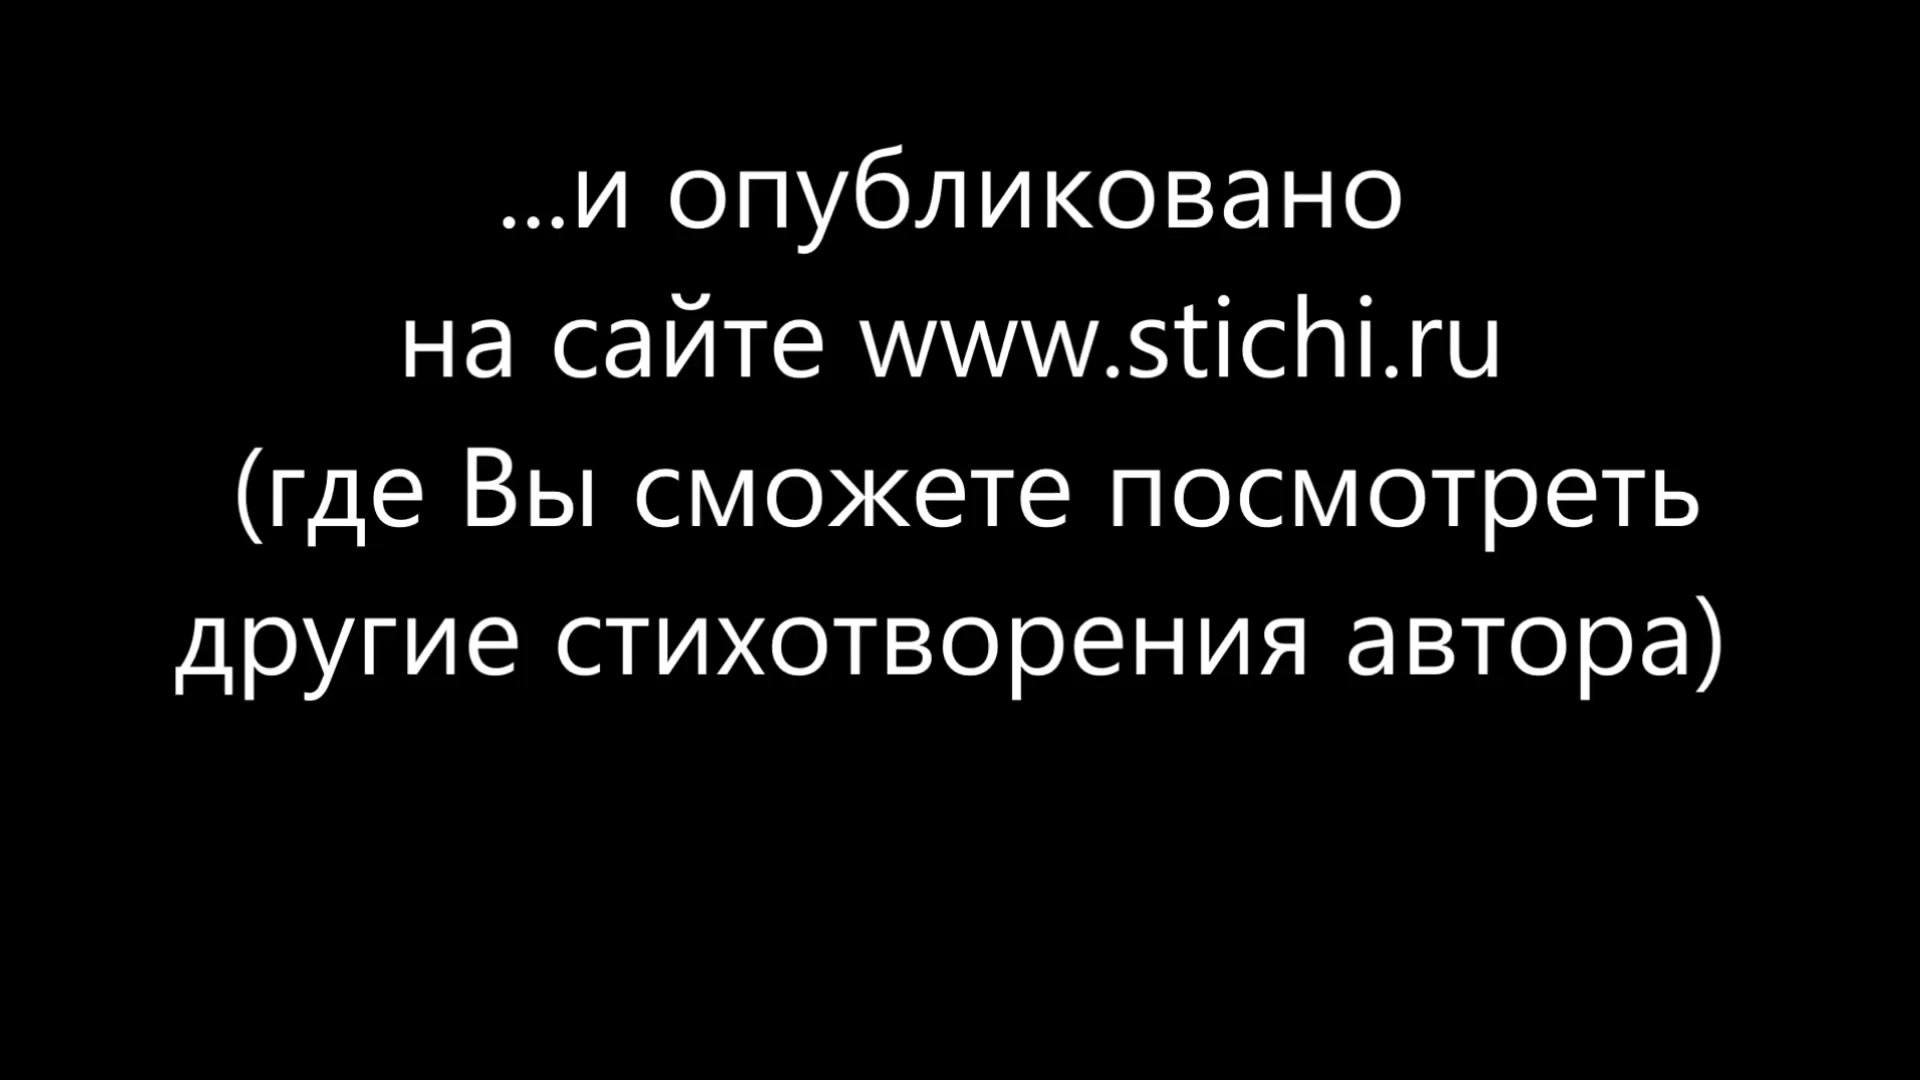 ...и опубликовано
на сайте www.stichi.ru
(где Вы сможете посмотреть
другие стихотворения автора)